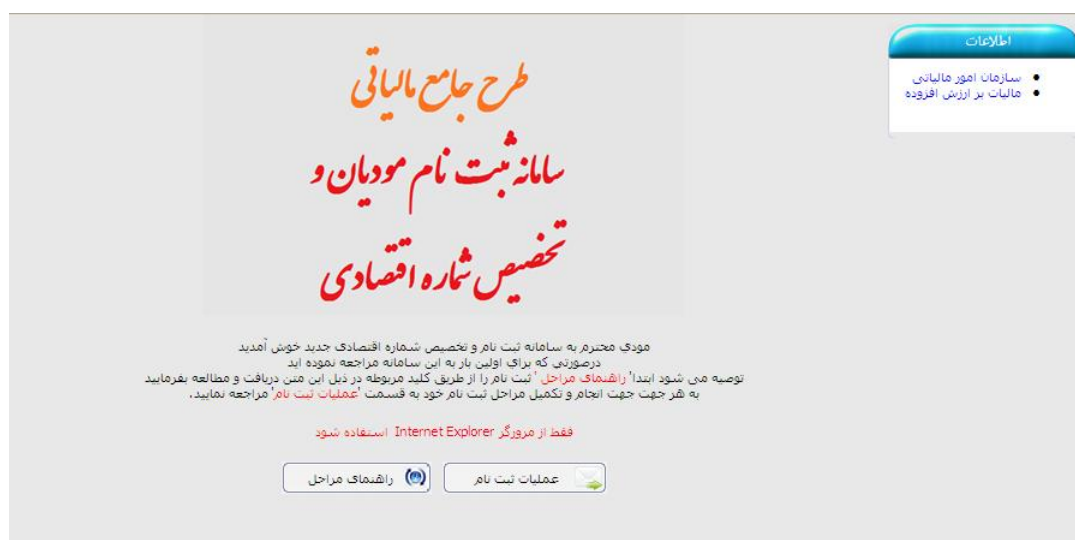 اطلاعات
سازمان امور مالیاتی
مالیات بر ارزش افزوده
طرح جامع مالیاتی
سامانه ثبت نام مودیان و
تخصیص شماره اقتصادی
مودي محترم به سامانه ثبت نام و تخصیص شماره اقتصادی جدید خوش آمدید
درصورتي که براي اولین بار به این سامانه مراجعه نموده اید
توصیه می شود ابتدا' راهنمای مراحل ' ثبت نام را از طریق کلید مربوطه در ذیل این متن دریافت و مطالعه بفرمایید
به هر جهت جهت انجام و تکمیل مراحل ثبت نام خود به قسمت 'عملیات ثبت نام' مراجعه نمایید.
فقط از مرورگر Internet Explorer استفاده شود
عملیات ثبت نام
راهنمای مراحل